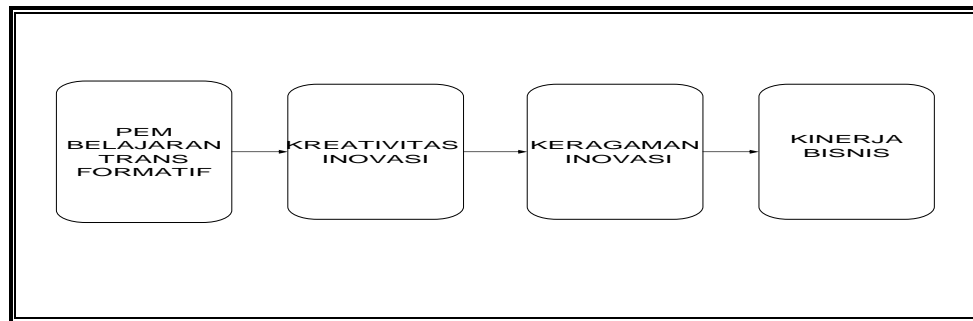 PEM
BELAJARAN
TRANS
FORMATIF
KREATIVITAS
INOVASI
KERAGAMAN
INOVASI
KINERJA
BISNIS